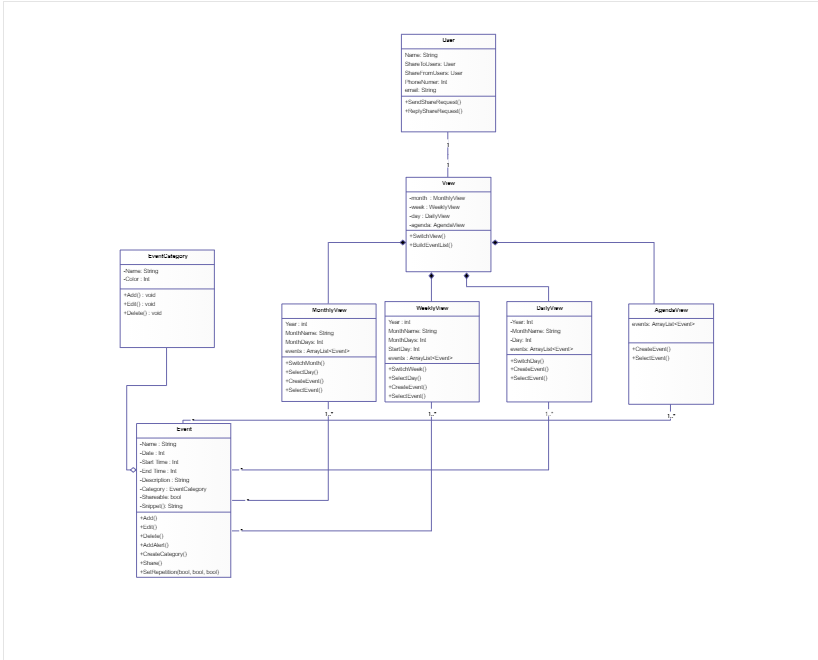 User
Name: String
ShareToUsers: User
ShareFromUsers: User
PhoneNumer: Int
email: String
+SendShareRequest()
+ReplyShareRequest()
1
1
View
-month : MonthlyView
-week : WeeklyView
-day : DailyView
-agenda: AgendaView
+SwitchView()
+BuildEventList()
EventCategory
-Name: String
-Color : Int
+Add() : void
+Edit() : void
+Delete() : void
MonthlyView
Year : int
MonthName: String
MonthDays: Int
events : ArrayList<Event>
+SwitchMonth()
+SelectDay()
+CreateEvent()
+SelectEvent()
WeeklyView
Year : int
MonthName: String
MonthDays: Int
StartDay: Int
events : ArrayList<Event>
+SwitchWeek()
+SelectDay()
+CreateEvent()
+SelectEvent()
DailyView
-Year: Int
-MonthName: String
-Day: Int
events: ArrayList<Event>
+SwitchDay()
+CreateEvent()
+SelectEvent()
AgendaView
events: ArrayList<Event>
+CreateEvent()
+SelectEvent()
1..*
1..*
1..*
1..*
*
Event
-Name : String
-Date : Int
-Start Time : Int
-End Time : Int
-Description : String
-Category : EventCategory
-Shareable: bool
-Snippet(): String
+Add()
+Edit()
+Delete()
+AddAlert()
+CreateCategory()
+Share()
+SetRepetition(bool, bool, bool)
*
*
*